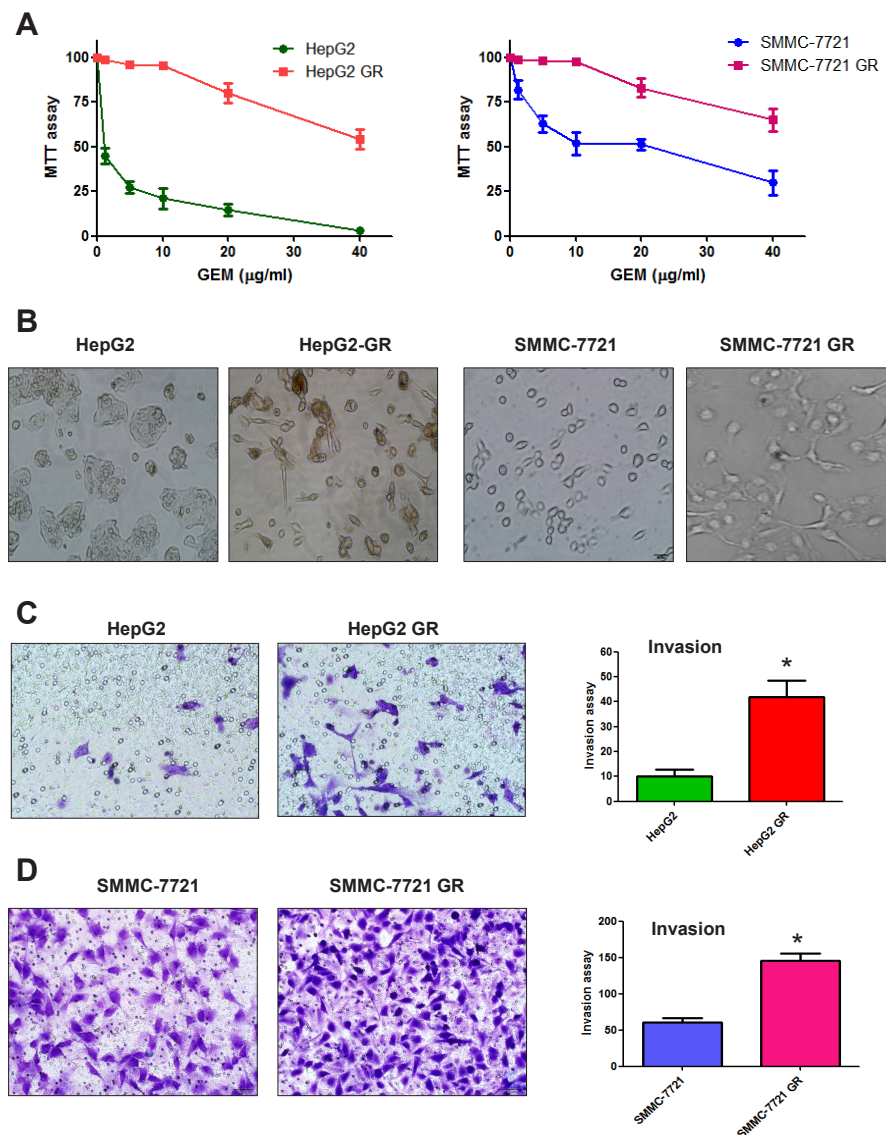 A
HepG2
HepG2 GR
MTT assay
100
75
50
25
0
0 10 20 30 40
GEM (μg/ml)
SMMC-7721
SMMC-7721 GR
MTT assay
100
75
50
25
0
0 10 20 30 40
GEM (μg/ml)
B
HepG2 HepG2-GR SMMC-7721 SMMC-7721 GR
C
HepG2 HepG2 GR
Invasion
*
Invasion assay
60
50
40
30
20
10
0
HepG2
HepG2 GR
D
SMMC-7721 SMMC-7721 GR
Invasion
*
Invasion assay
200
150
100
50
0
SMMC-7721
SMMC-7721 GR